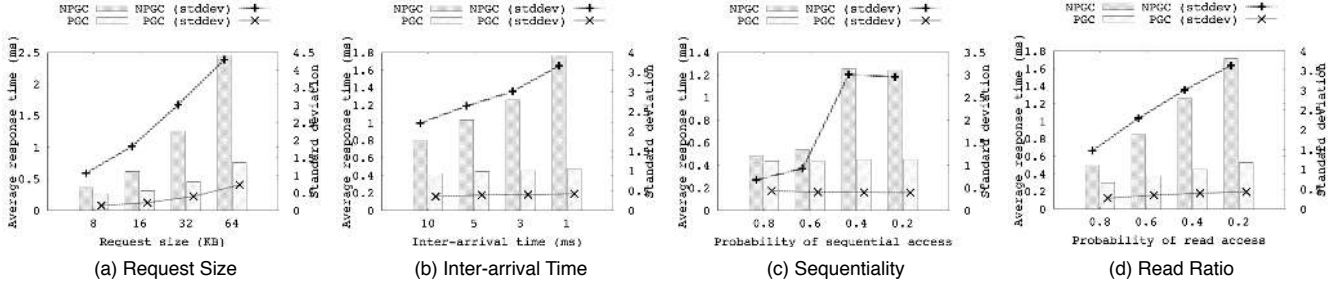 NPGC NPGC (stddev)
PGC PGC (stddev)
Average response time (ms)
2.5
2
1.5
1
0.5
0
4.5
4
3.5
3
2.5
2
1.5
1
0.5
0
Standard deviation
8 16 32 64
Request size (KB)
(a) Request Size
NPGC NPGC (stddev)
PGC PGC (stddev)
Average response time (ms)
1.8
1.6
1.4
1.2
1
0.8
0.6
0.4
0.2
0
4
3.5
3
2.5
2
1.5
1
0.5
0
Standard deviation
10 5 3 1
Inter-arrival time (ms)
(b) Inter-arrival Time
NPGC NPGC (stddev)
PGC PGC (stddev)
Average response time (ms)
1.4
1.2
1
0.8
0.6
0.4
0.2
0
3.5
3
2.5
2
1.5
1
0.5
0
Standard deviation
0.8 0.6 0.4 0.2
Probability of sequential access
(c) Sequentiality
NPGC NPGC (stddev)
PGC PGC (stddev)
Average response time (ms)
1.8
1.6
1.4
1.2
1
0.8
0.6
0.4
0.2
0
4
3.5
3
2.5
2
1.5
1
0.5
0
Standard deviation
0.8 0.6 0.4 0.2
Probability of read access
(d) Read Ratio